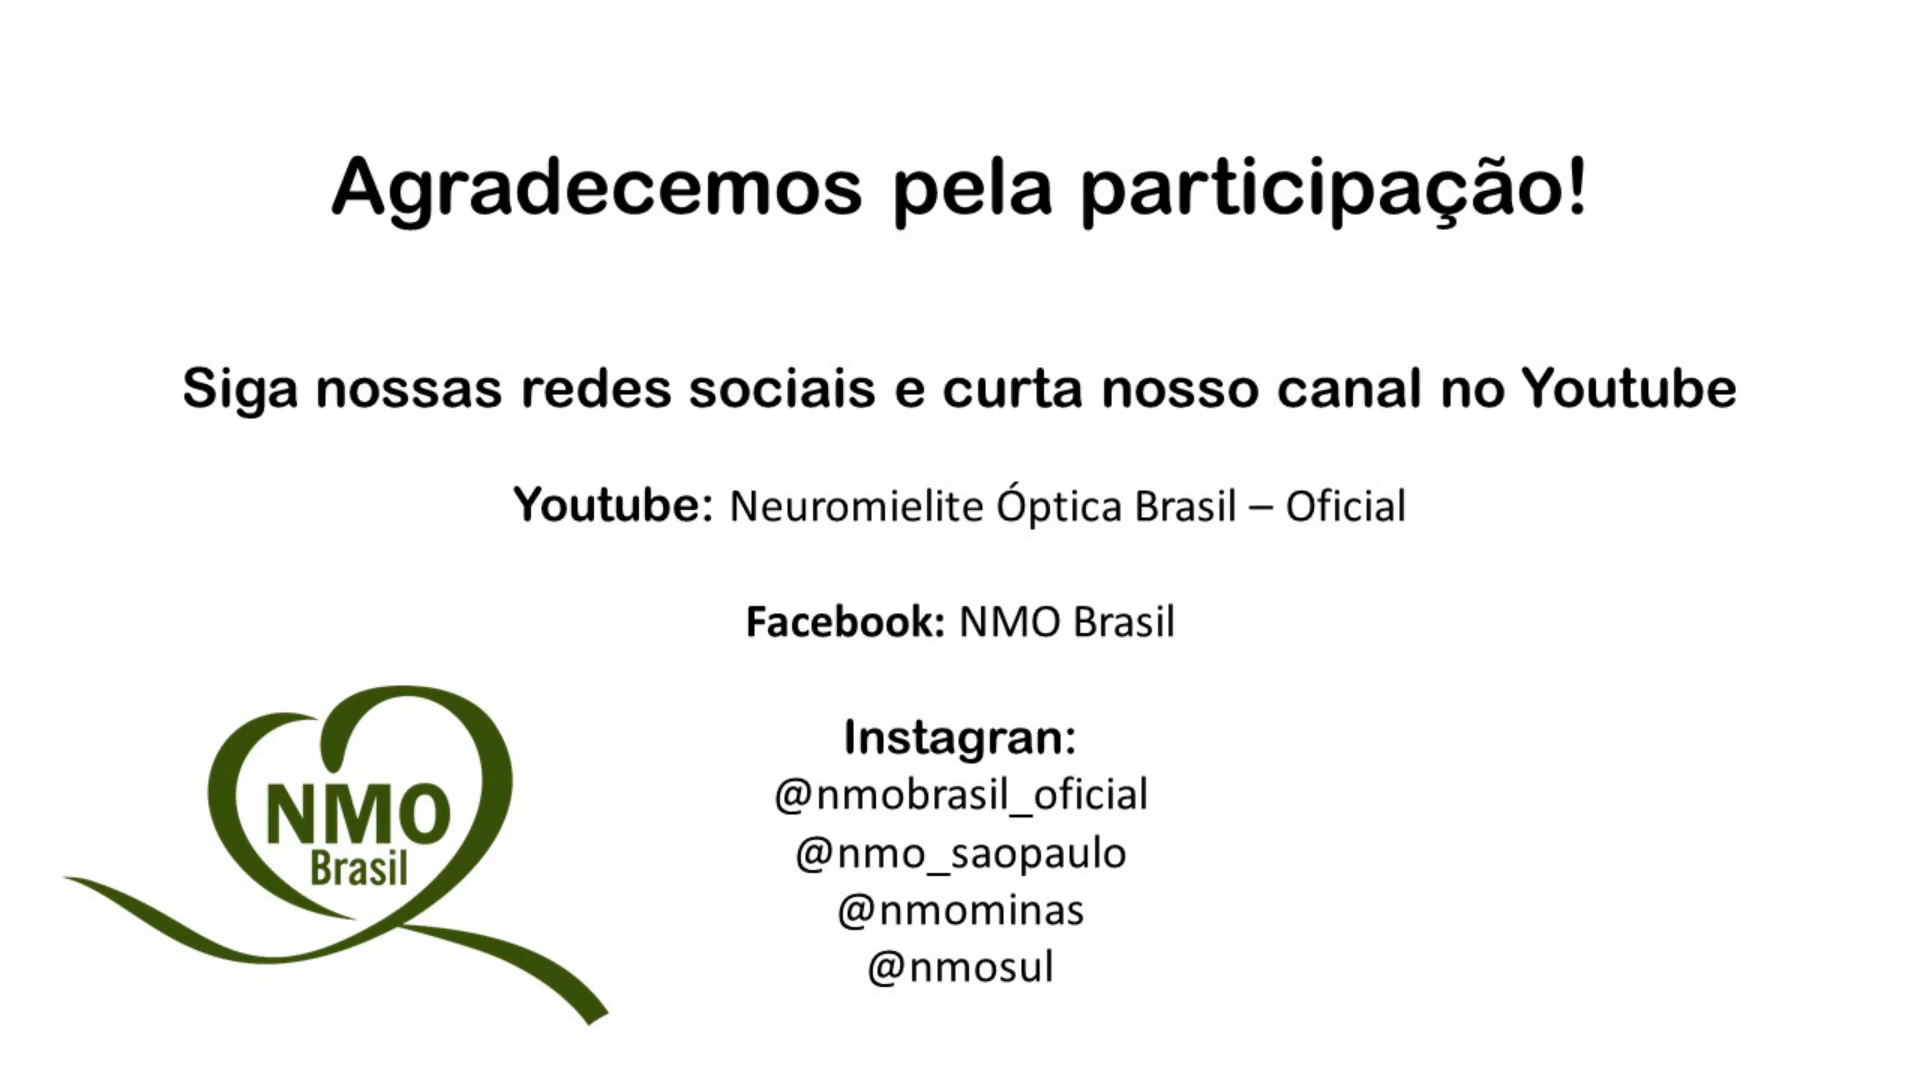 Agradecemos pela participação!
Siga nossas redes sociais e curta nosso canal no Youtube
Youtube: Neuromielite Óptica Brasil – Oficial
Facebook: NMO Brasil
Instagran:
@nmobrasil_oficial
@nmo_saopaulo
@nmominas
@nmosul
NMO
Brasil